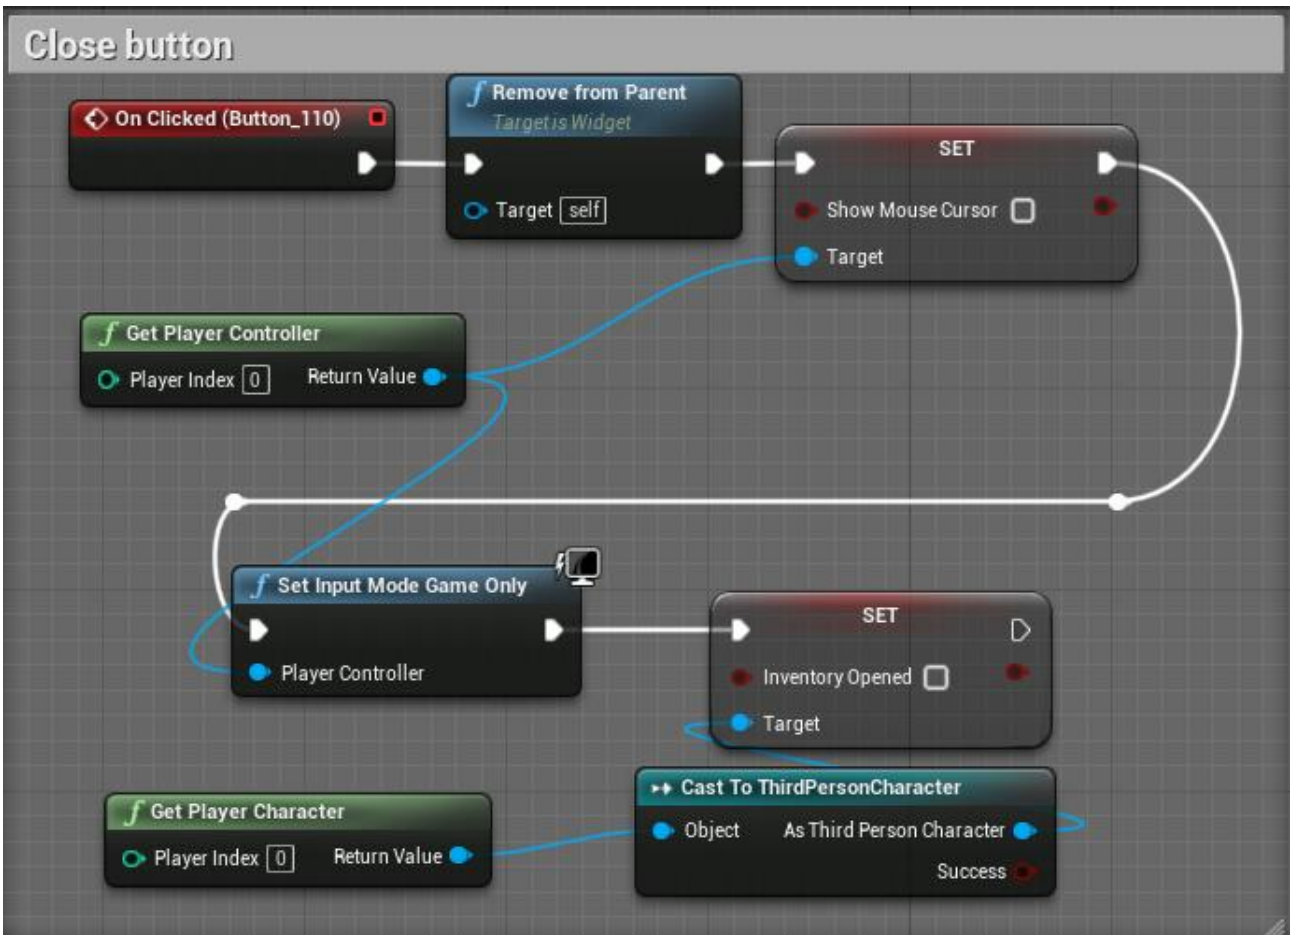 Close button
On Clicked (Button_110)
Remove from Parent
Target is Widget
Target self
SET
Show Mouse Cursor
Target
Get Player Controller
Player Index 0 Return Value
Set Input Mode Game Only
Player Controller
SET
Inventory Opened
Target
Cast To ThirdPersonCharacter
Object As Third Person Character
Success
Get Player Character
Player Index 0 Return Value